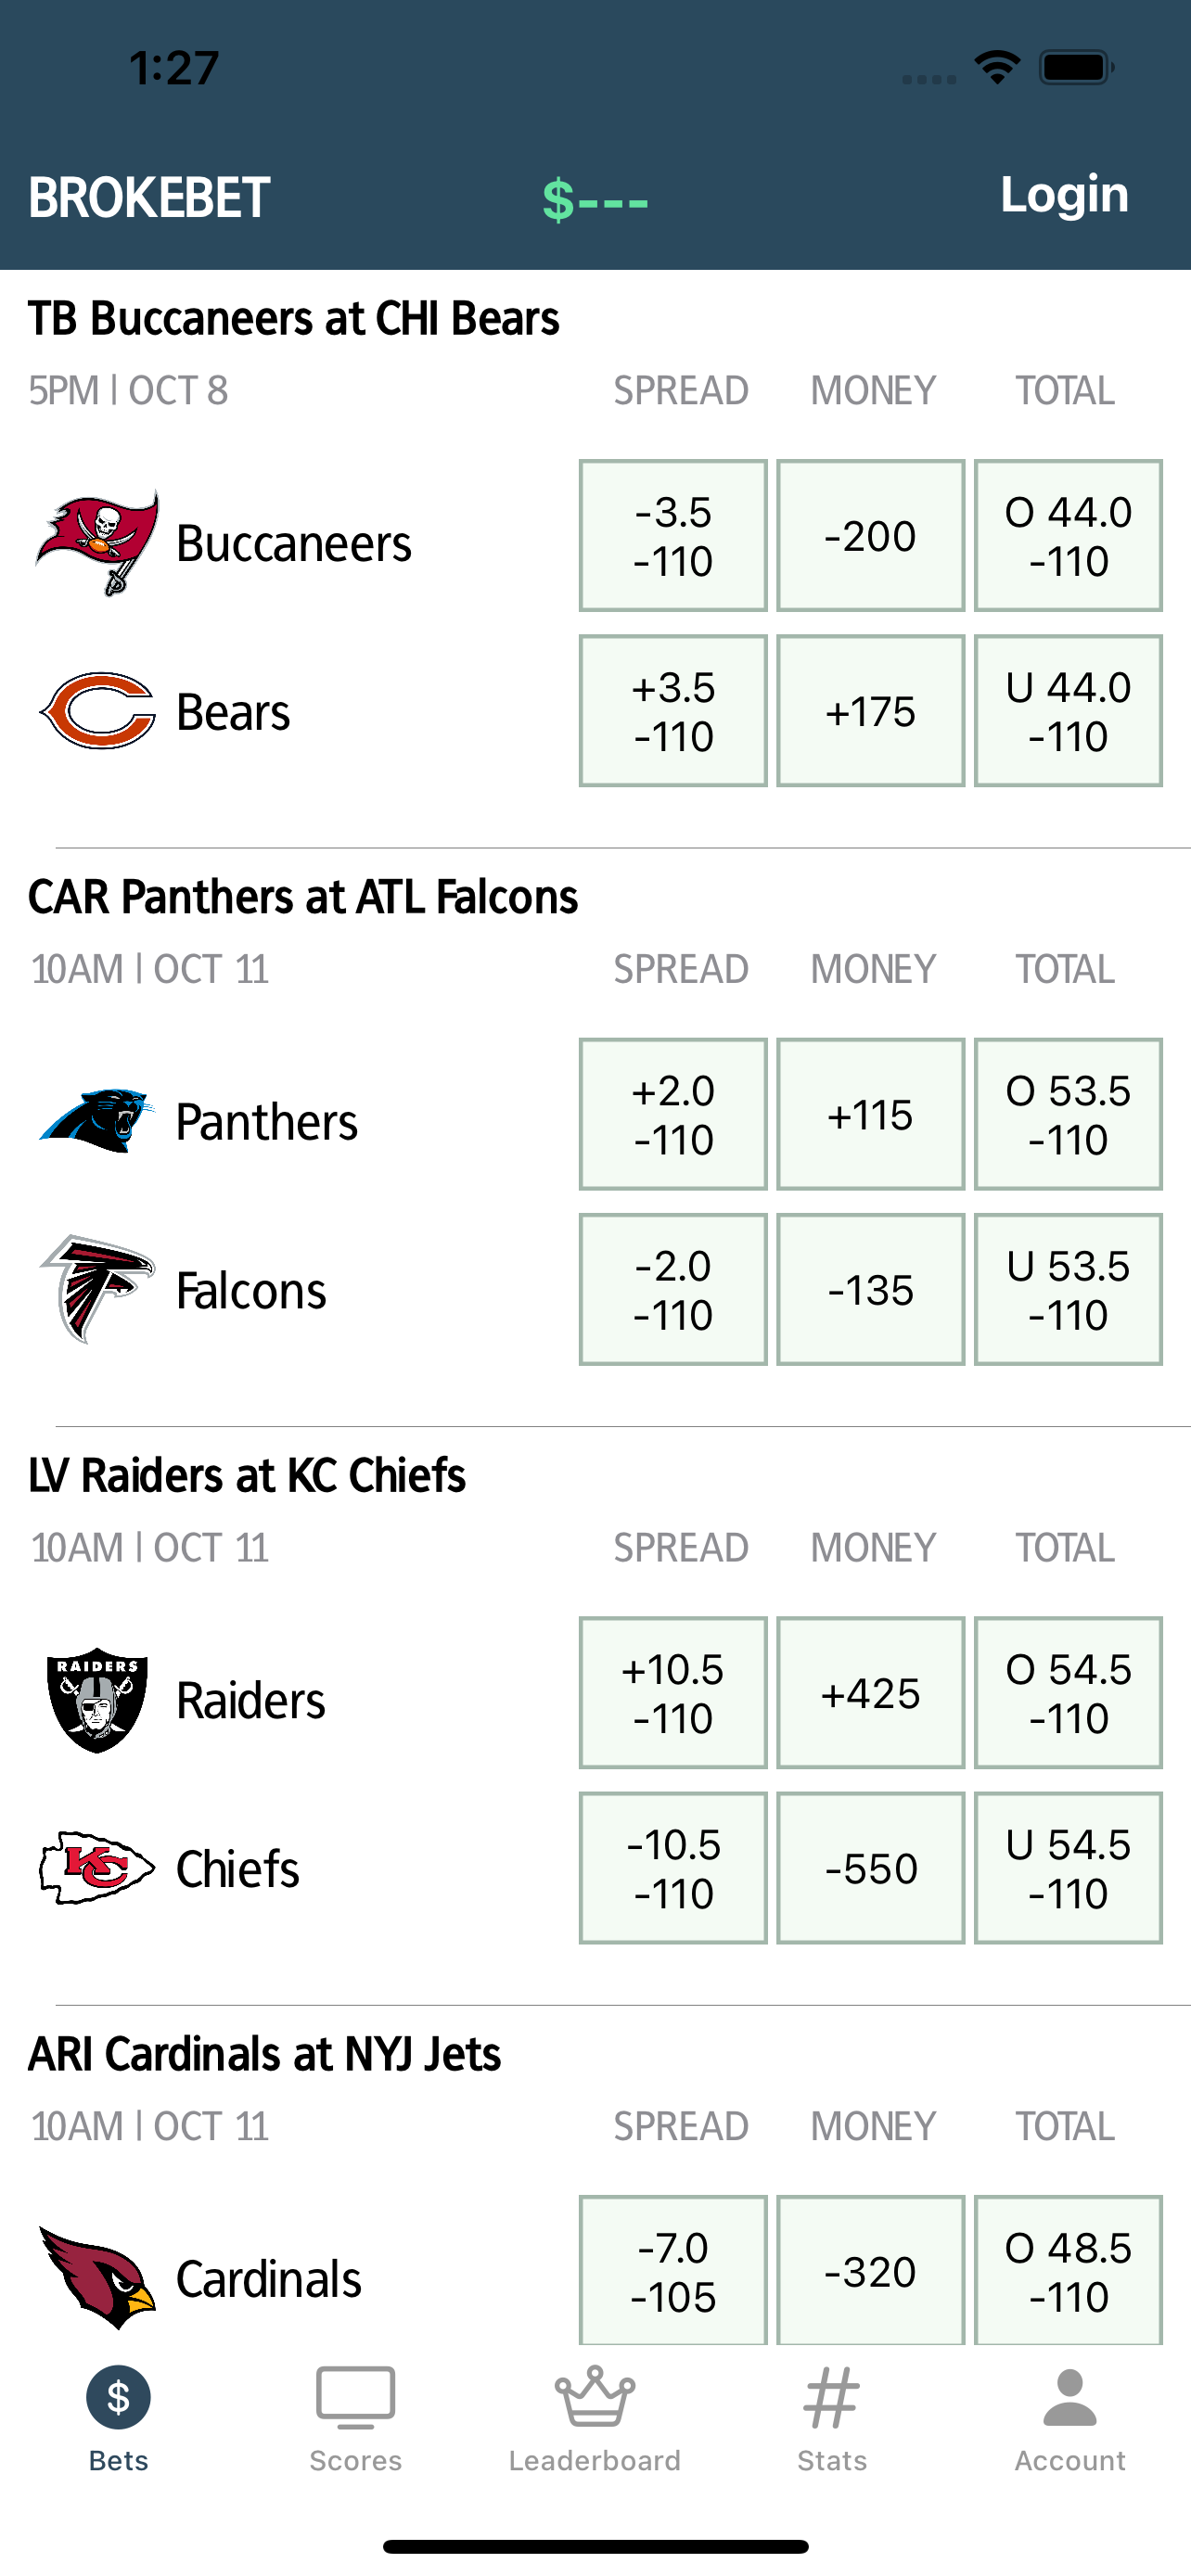 1:27
BROKEBET
$---
Login
TB Buccaneers at CHI Bears
5PM | OCT 8 SPREAD MONEY TOTAL
Buccaneers
-3.5
-110
-200
O 44.0
-110
Bears
+3.5
-110
+175
U 44.0
-110
CAR Panthers at ATL Falcons
10AM | OCT 11 SPREAD MONEY TOTAL
Panthers
+2.0
-110
+115
O 53.5
-110
Falcons
-2.0
-110
-135
U 53.5
-110
LV Raiders at KC Chiefs
10AM | OCT 11 SPREAD MONEY TOTAL
RAIDERS
Raiders
+10.5
-110
+425
O 54.5
-110
KC
Chiefs
-10.5
-110
-550
U 54.5
-110
ARI Cardinals at NYJ Jets
10AM | OCT 11 SPREAD MONEY TOTAL
Cardinals
-7.0
-105
-320
O 48.5
-110
$
#
Bets Scores Leaderboard Stats Account